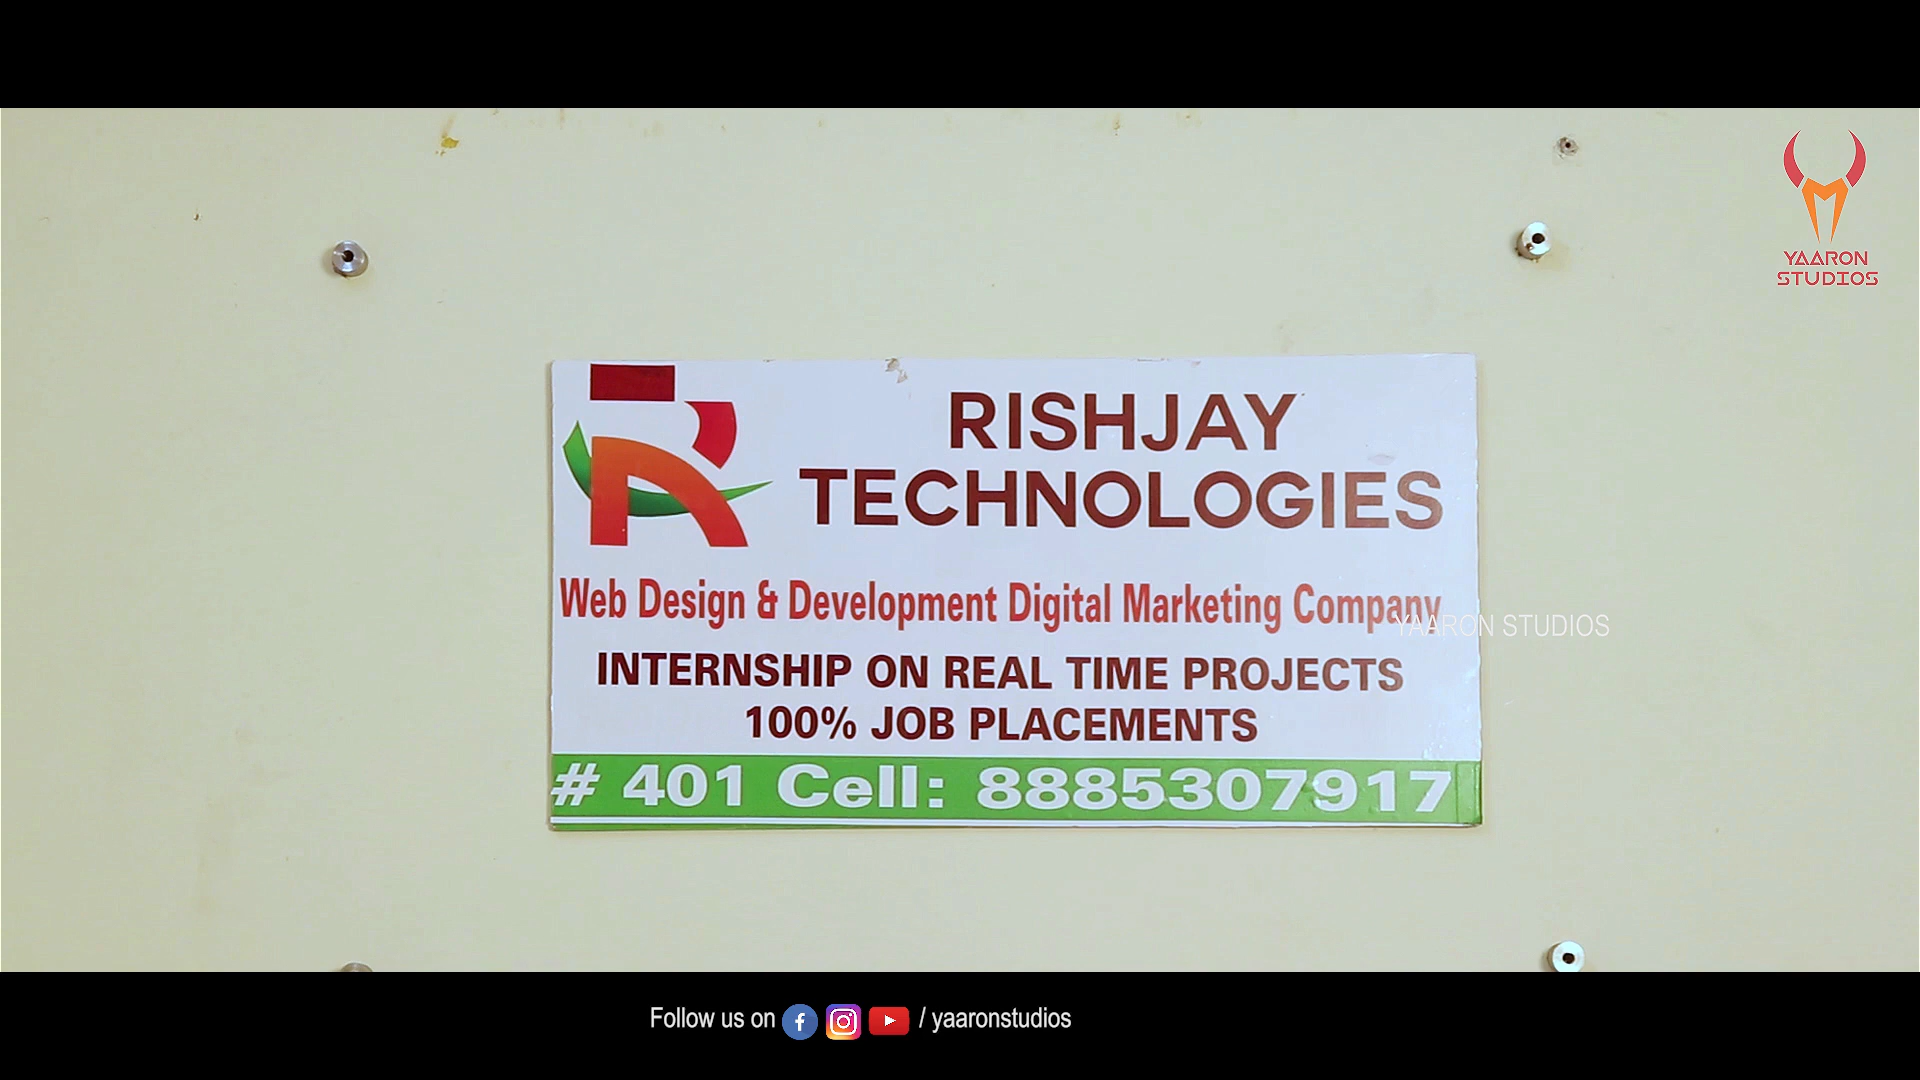 YAARON
STUDIOS
RISHJAY
TECHNOLOGIES
Web Design & Development Digital Marketing Company
YAARON STUDIOS
INTERNSHIP ON REAL TIME PROJECTS
100% JOB PLACEMENTS
# 401 Cell: 8885307917
Follow us on / yaaronstudios